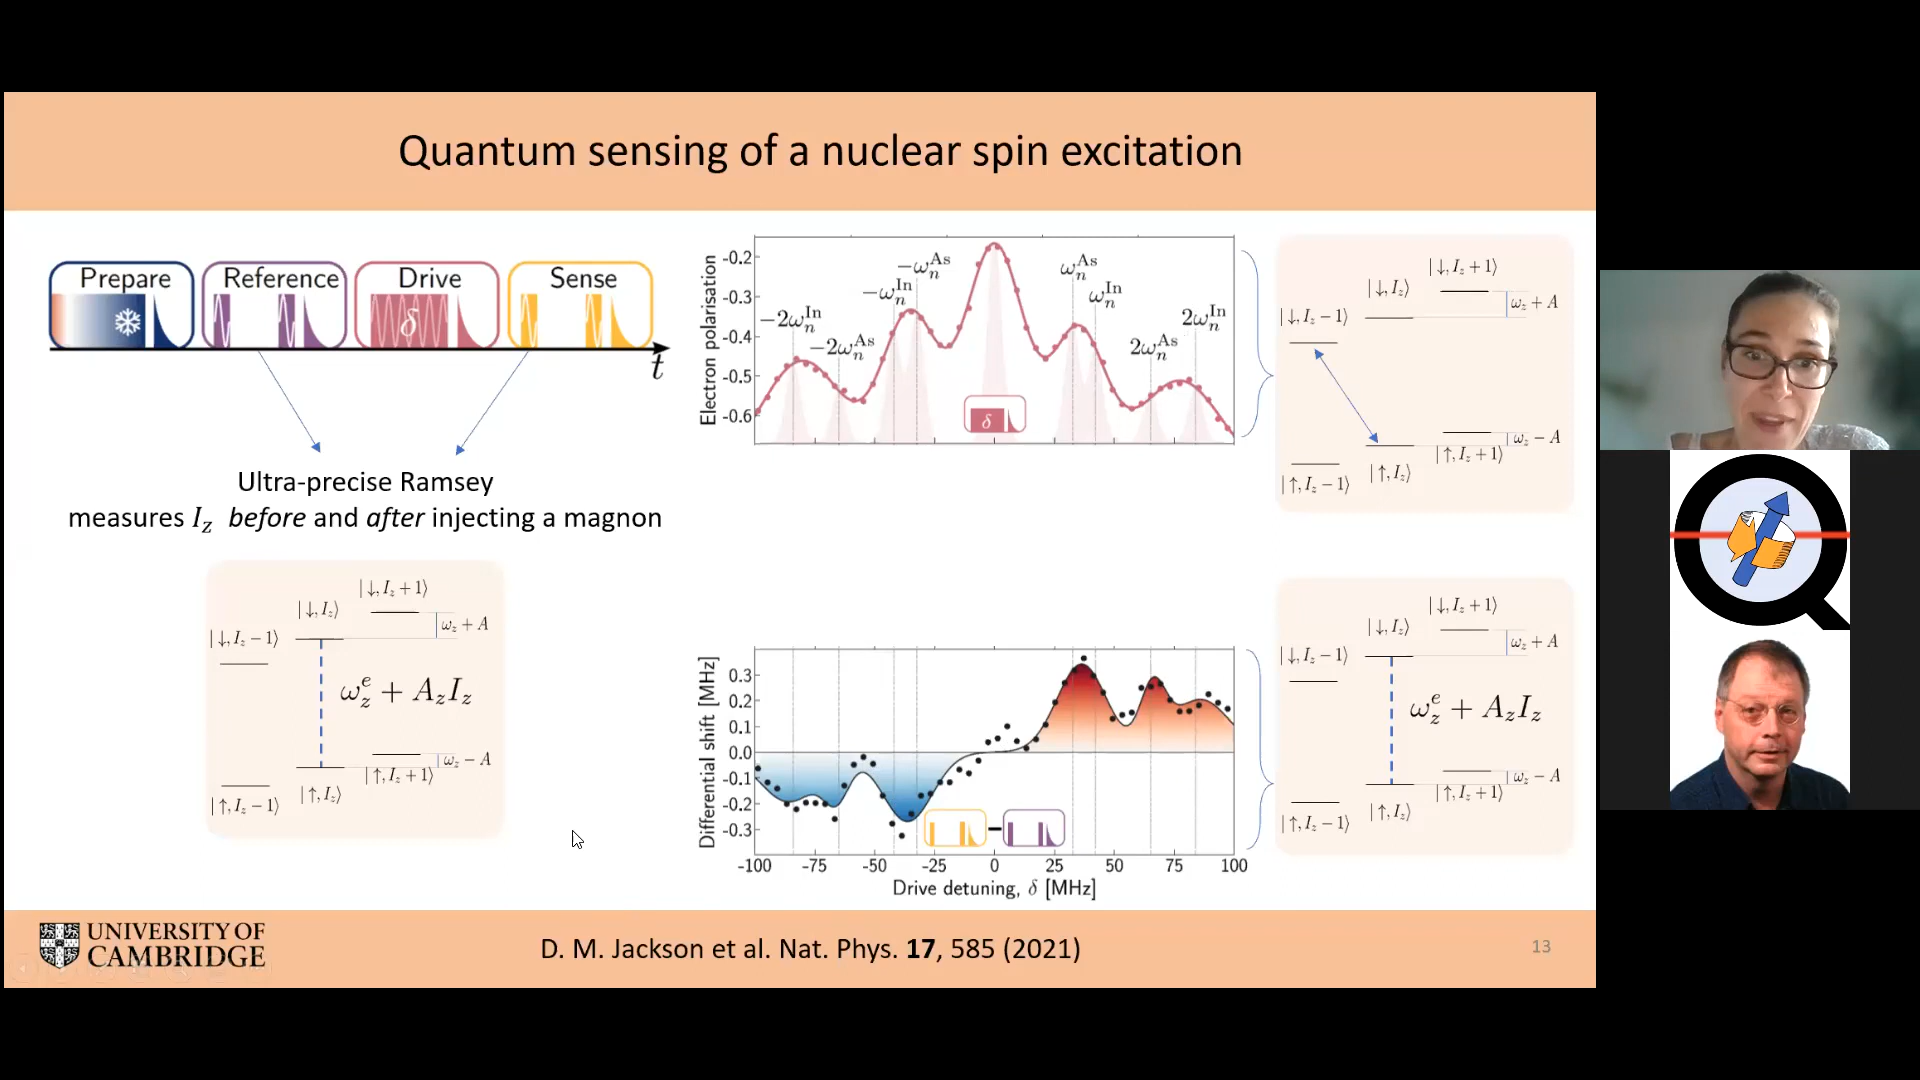 Quantum sensing of a nuclear spin excitation
Prepare
Reference
Drive
Sense
δ
t
Ultra-precise Ramsey
measures I_z before and after injecting a magnon
|↓, I_z + 1⟩
|↓, I_z⟩
|↓, I_z − 1⟩
ω_z + A
ω_z^e + A_z I_z
ω_z − A
|↑, I_z + 1⟩
|↑, I_z⟩
|↑, I_z − 1⟩
Electron polarisation
-0.2
-0.3
-0.4
-0.5
-0.6
−2ω_n^In
−2ω_n^As
−ω_n^In
−ω_n^As
ω_n^As
ω_n^In
2ω_n^As
2ω_n^In
δ
|↓, I_z + 1⟩
|↓, I_z⟩
|↓, I_z − 1⟩
ω_z + A
ω_z − A
|↑, I_z + 1⟩
|↑, I_z⟩
|↑, I_z − 1⟩
Differential shift [MHz]
0.3
0.2
0.1
0.0
-0.1
-0.2
-0.3
-100 -75 -50 -25 0 25 50 75 100
Drive detuning, δ [MHz]
|↓, I_z + 1⟩
|↓, I_z⟩
|↓, I_z − 1⟩
ω_z + A
ω_z^e + A_z I_z
ω_z − A
|↑, I_z + 1⟩
|↑, I_z⟩
|↑, I_z − 1⟩
UNIVERSITY OF
CAMBRIDGE
D. M. Jackson et al. Nat. Phys. 17, 585 (2021)
13